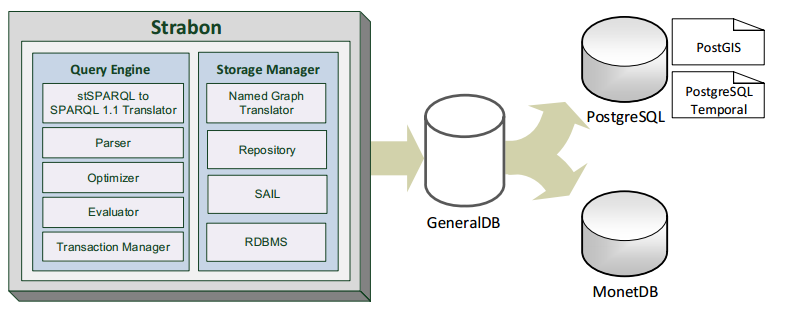 Strabon
Query Engine
stSPARQL to
SPARQL 1.1 Translator
Parser
Optimizer
Evaluator
Transaction Manager
Storage Manager
Named Graph
Translator
Repository
SAIL
RDBMS
GeneralDB
PostgreSQL
PostGIS
PostgreSQL
Temporal
MonetDB